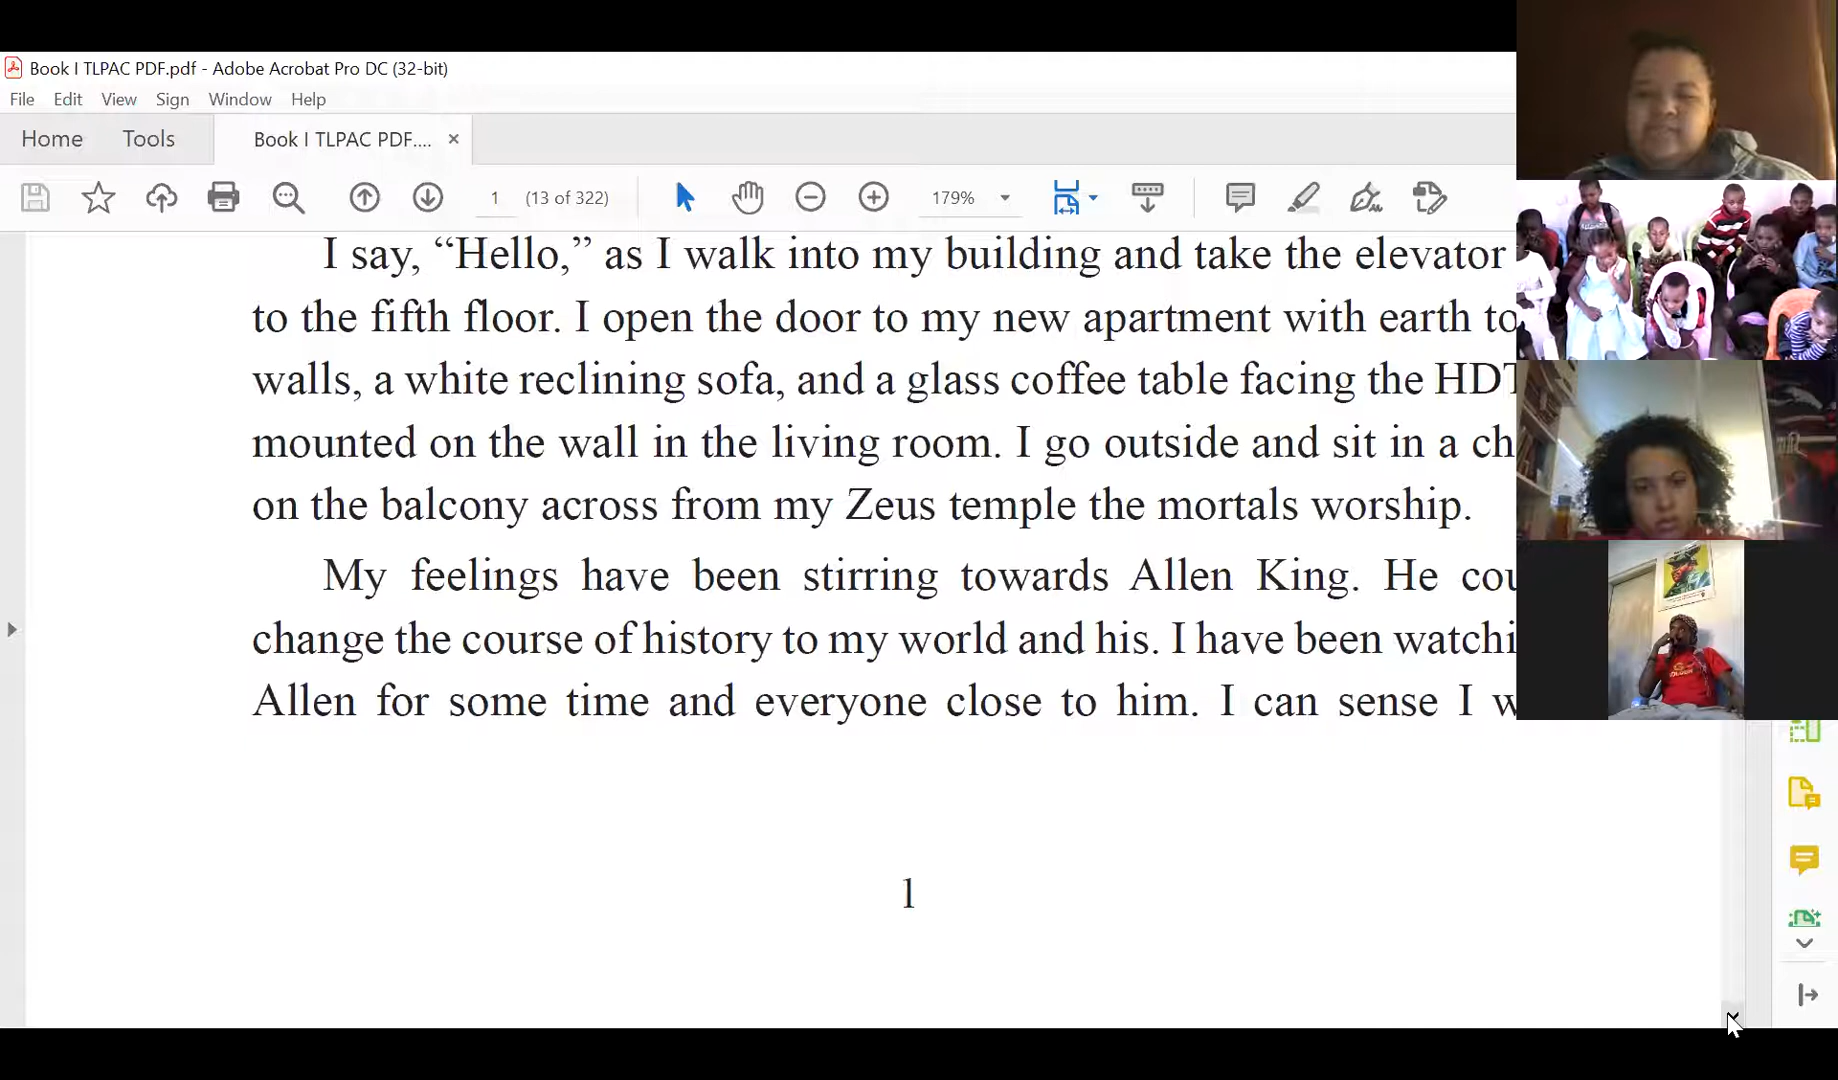 Book I TLPAC PDF.pdf - Adobe Acrobat Pro DC (32-bit)
File Edit View Sign Window Help
Home Tools Book I TLPAC PDF....
1 (13 of 322) 179%
I say, “Hello,” as I walk into my building and take the elevator
to the fifth floor. I open the door to my new apartment with earth to
walls, a white reclining sofa, and a glass coffee table facing the HDT
mounted on the wall in the living room. I go outside and sit in a ch
on the balcony across from my Zeus temple the mortals worship.
My feelings have been stirring towards Allen King. He cou
change the course of history to my world and his. I have been watchi
Allen for some time and everyone close to him. I can sense I w
1